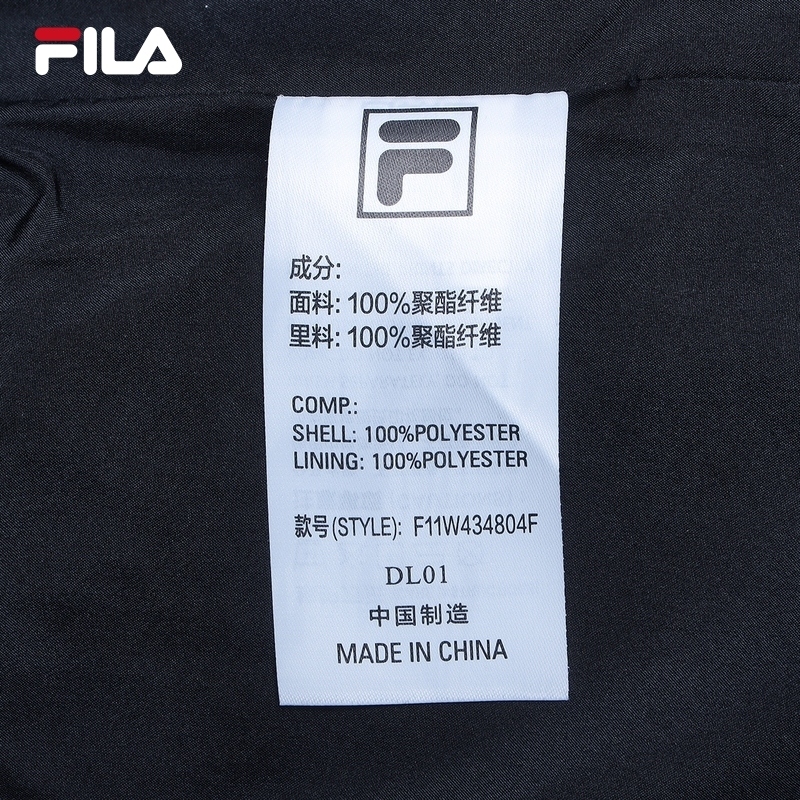 FILA
成分:
面料: 100%聚酯纤维
里料: 100%聚酯纤维
COMP.:
SHELL: 100%POLYESTER
LINING: 100%POLYESTER
款号(STYLE): F11W434804F
DL01
中国制造
MADE IN CHINA